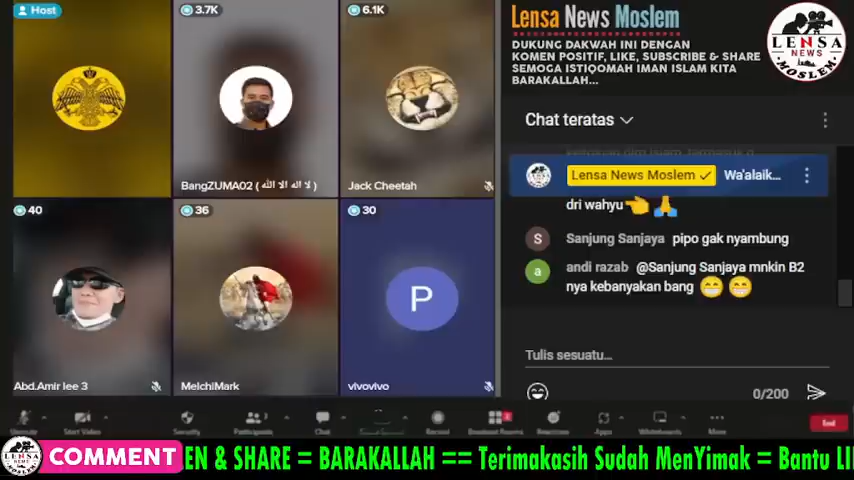 Host
3.7K
6.1K
BangZUMA02 ( لا اله الا الله )
Jack Cheetah
40
36
30
P
Abd.Amir lee 3
MelchiMark
vivovivo
Lensa News Moslem
DUKUNG DAKWAH INI DENGAN
KOMEN POSITIF, LIKE, SUBSCRIBE & SHARE
SEMOGA ISTIQOMAH IMAN ISLAM KITA
BARAKALLAH...
LENSA
NEWS
MOSLEM
Chat teratas
Lensa News Moslem Wa'alaik...
dri wahyu
S
Sanjung Sanjaya pipo gak nyambung
a
andi razab @Sanjung Sanjaya mnkin B2
nya kebanyakan bang
Tulis sesuatu...
0/200
Start Video
Security
Participants
Chat
Record
Breakout Rooms
Reactions
Apps
Whiteboards
More
End
LENSA
NEWS
MOSLEM
COMMENT
EN & SHARE = BARAKALLAH == Terimakasih Sudah MenYimak = Bantu LI